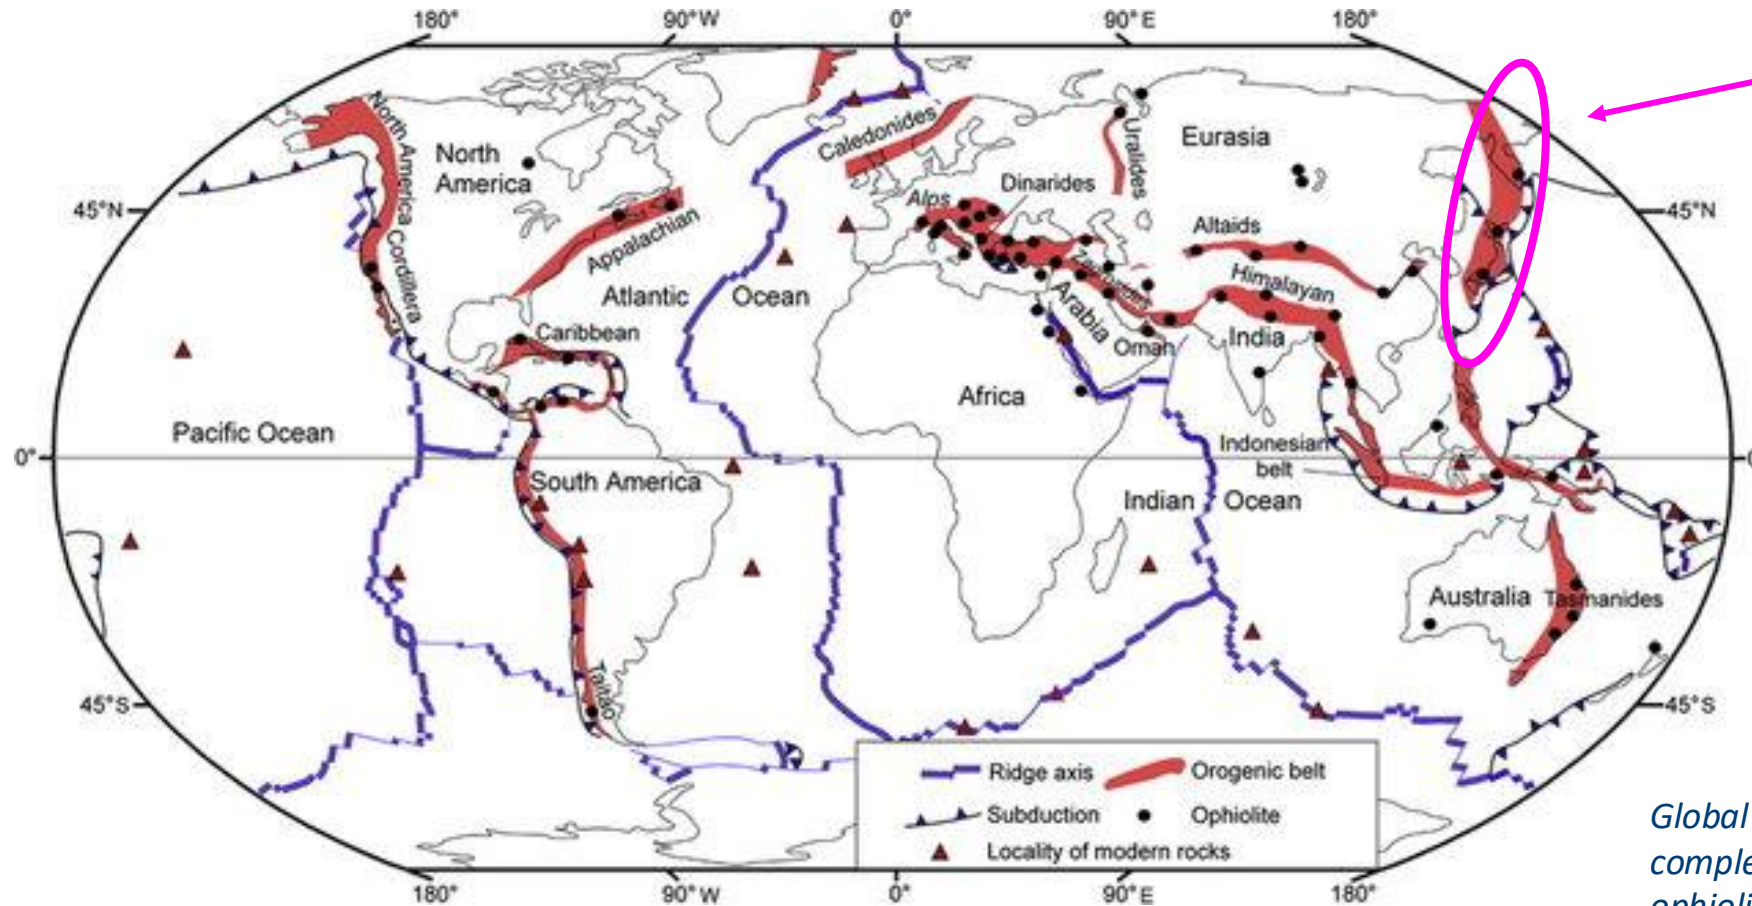 180°
90°W
0°
90°E
180°
North America Cordillera
North
America
Caledonides
Uralides
Eurasia
45°N
45°N
Alps
Dinarides
Appalachian
Altaids
Himalayan
Atlantic
Ocean
Arabia
Caribbean
Oman
India
Africa
Pacific Ocean
0°
Indonesian
belt
South America
Indian
Ocean
Australia
Tasmanides
Taitao
45°S
45°S
Ridge axis
Orogenic belt
Subduction
Ophiolite
Locality of modern rocks
180°
90°W
0°
90°E
180°
Global